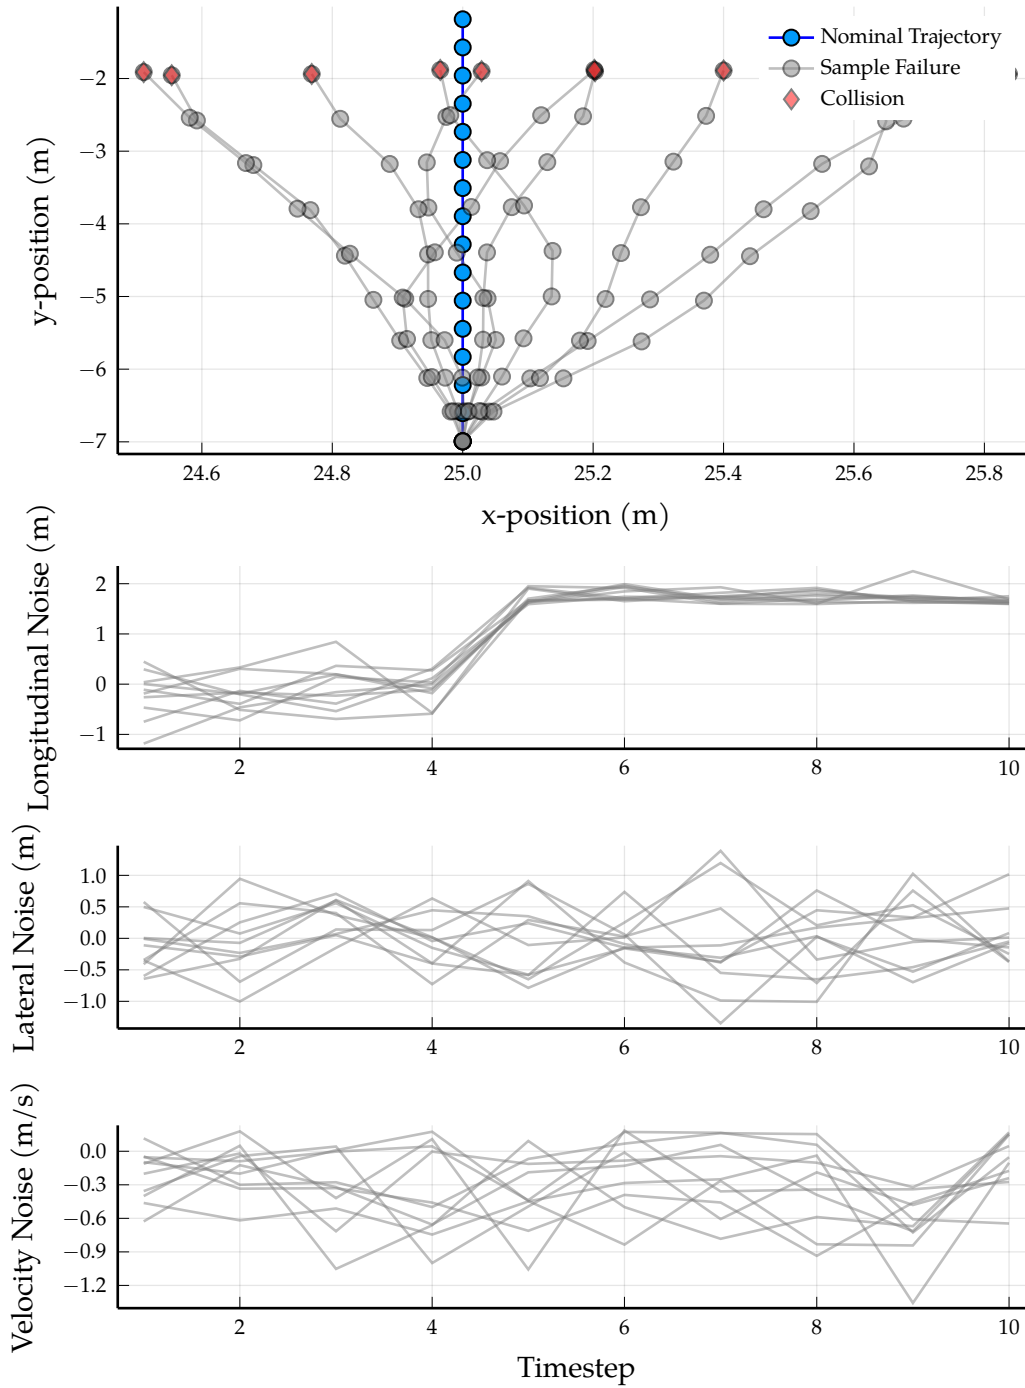 Nominal Trajectory
Sample Failure
Collision
−2
−3
−4
−5
−6
−7
y-position (m)
24.6 24.8 25.0 25.2 25.4 25.6 25.8
x-position (m)
2
1
0
−1
Longitudinal Noise (m)
2 4 6 8 10
1.0
0.5
0.0
−0.5
−1.0
Lateral Noise (m)
2 4 6 8 10
0.0
−0.3
−0.6
−0.9
−1.2
Velocity Noise (m/s)
2 4 6 8 10
Timestep